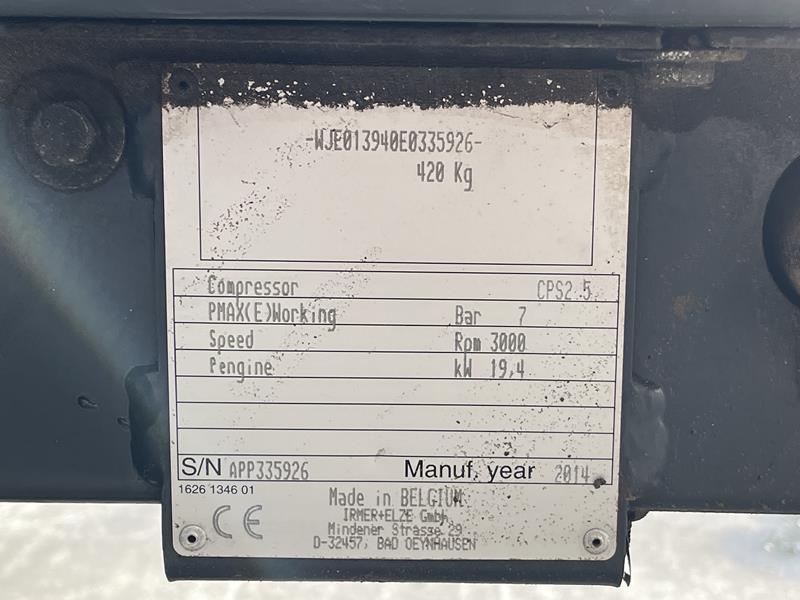 -WJE013940E0335926-
420 Kg
Compressor CPS2.5
PMAX(E)Working Bar 7
Speed Rpm 3000
Pengine kW 19,4
S/N APP335926 Manuf. year 2014
1626 1346 01
Made in BELGIUM
CE IRMER+ELZE GmbH
Mindener Strasse 29
D-32457, BAD OEYNHAUSEN